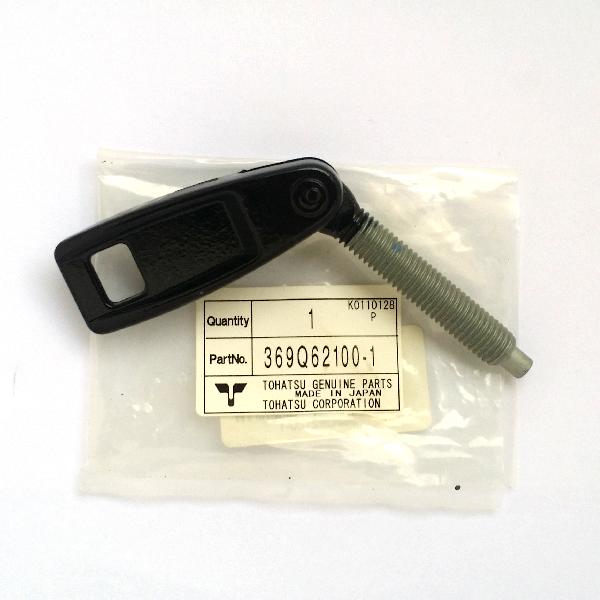 K0110128
Quantity 1 P
PartNo. 369Q62100-1
TOHATSU GENUINE PARTS
MADE IN JAPAN
TOHATSU CORPORATION